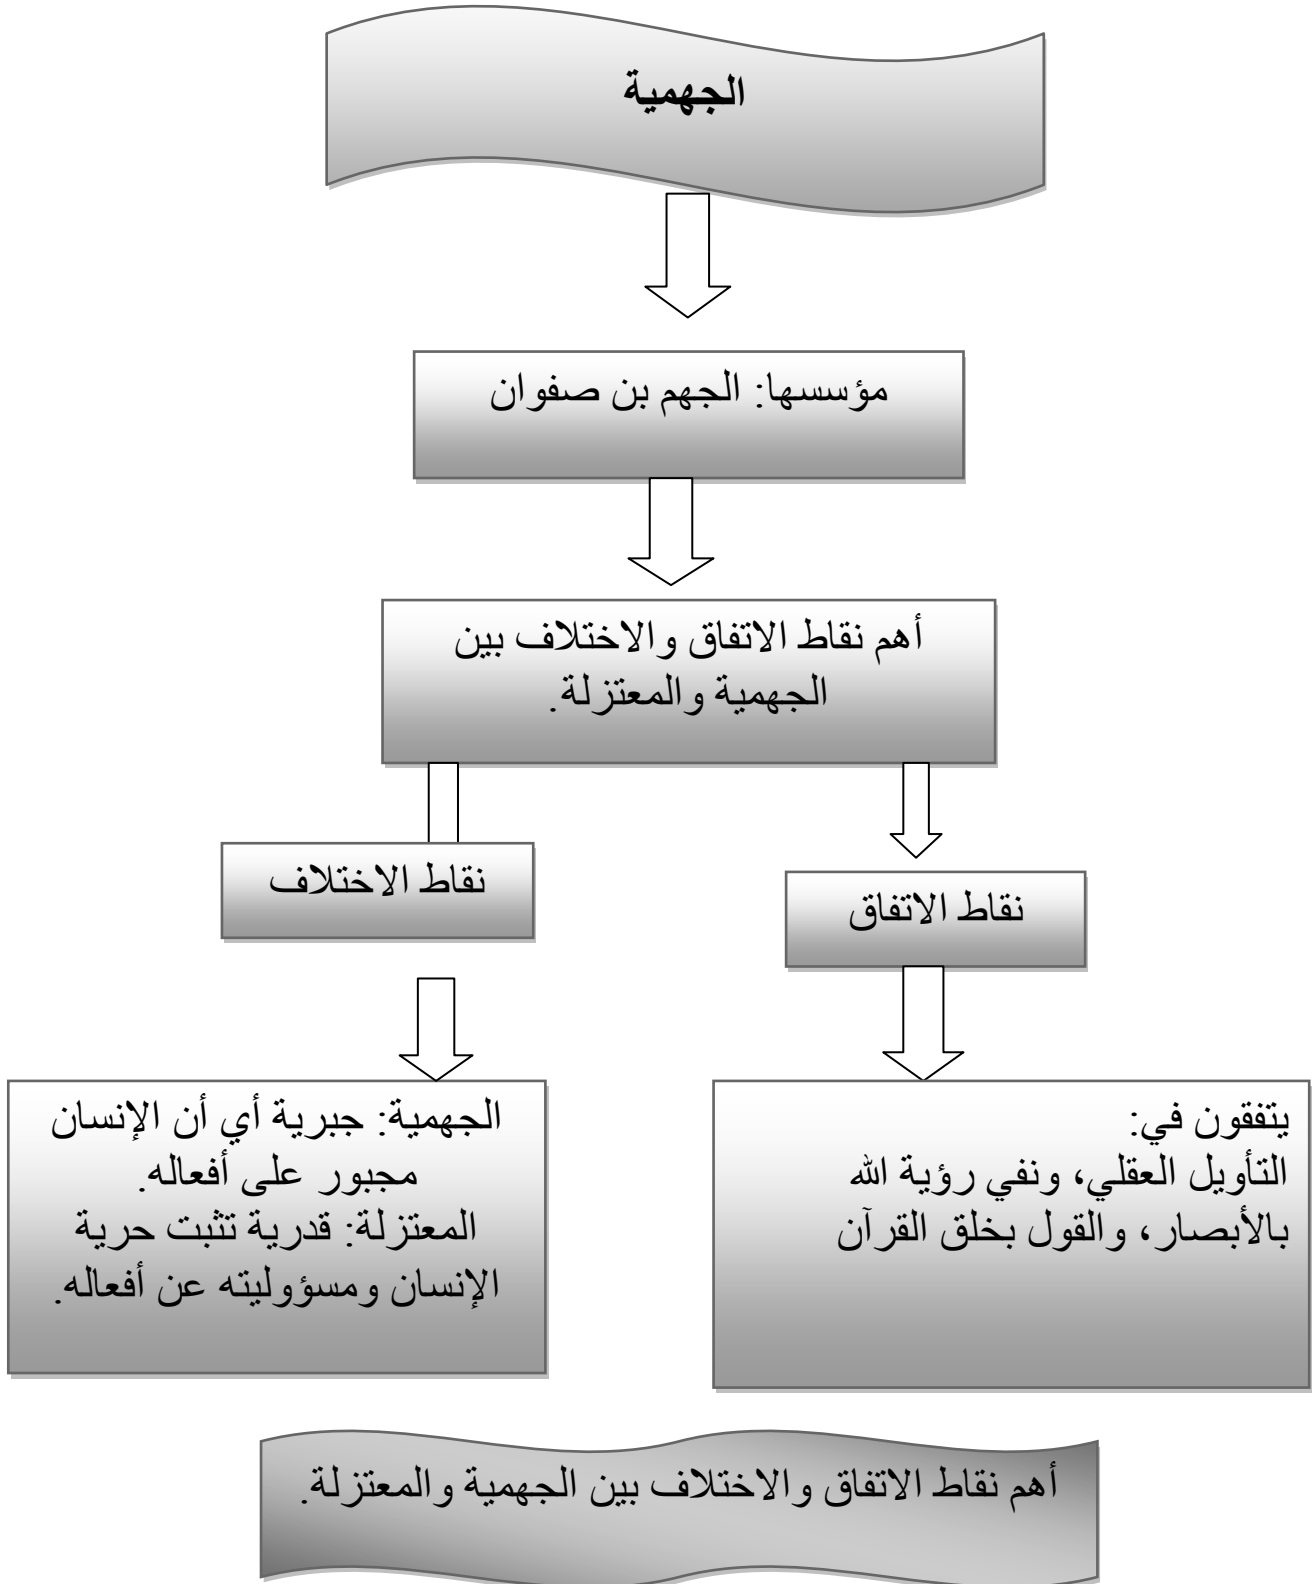 الجهمية
مؤسسها: الجهم بن صفوان
أهم نقاط الاتفاق والاختلاف بين
الجهمية والمعتزلة.
نقاط الاتفاق
نقاط الاختلاف
يتفقون في:
التأويل العقلي، ونفي رؤية الله
بالأبصار، والقول بخلق القرآن
الجهمية: جبرية أي أن الإنسان
مجبور على أفعاله.
المعتزلة: قدرية تثبت حرية
الإنسان ومسؤوليته عن أفعاله.
أهم نقاط الاتفاق والاختلاف بين الجهمية والمعتزلة.